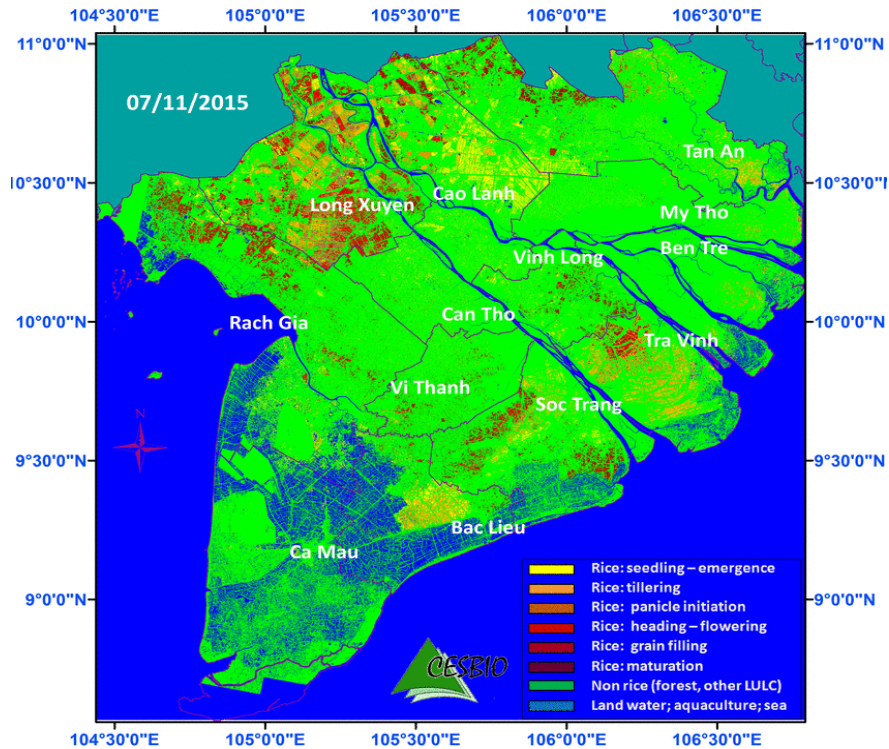 104°30'0"E 105°0'0"E 105°30'0"E 106°0'0"E 106°30'0"E
11°0'0"N 11°0'0"N
07/11/2015
Tan An
10°30'0"N 10°30'0"N
Cao Lanh
Long Xuyen
My Tho
Ben Tre
Vinh Long
10°0'0"N Rach Gia Can Tho 10°0'0"N
Tra Vinh
Vi Thanh
Soc Trang
N
9°30'0"N 9°30'0"N
Bac Lieu
Ca Mau
Rice: seedling – emergence
9°0'0"N Rice: tillering 9°0'0"N
Rice: panicle initiation
Rice: heading – flowering
Rice: grain filling
Rice: maturation
CESBIO
Non rice (forest, other LULC)
Land water; aquaculture; sea
104°30'0"E 105°0'0"E 105°30'0"E 106°0'0"E 106°30'0"E